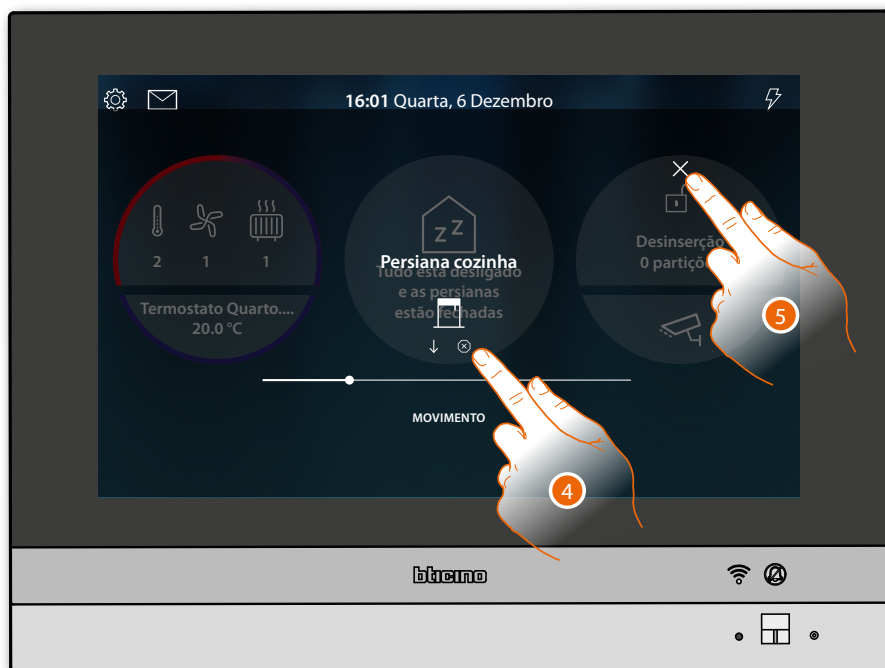 16:01 Quarta, 6 Dezembro
2 1 1
Termostato Quarto....
20.0 °C
Z Z
Persiana cozinha
Tudo está desligado
e as persianas
estão fechadas
MOVIMENTO
Desinserção
0 partiçõ
4
5
bticino